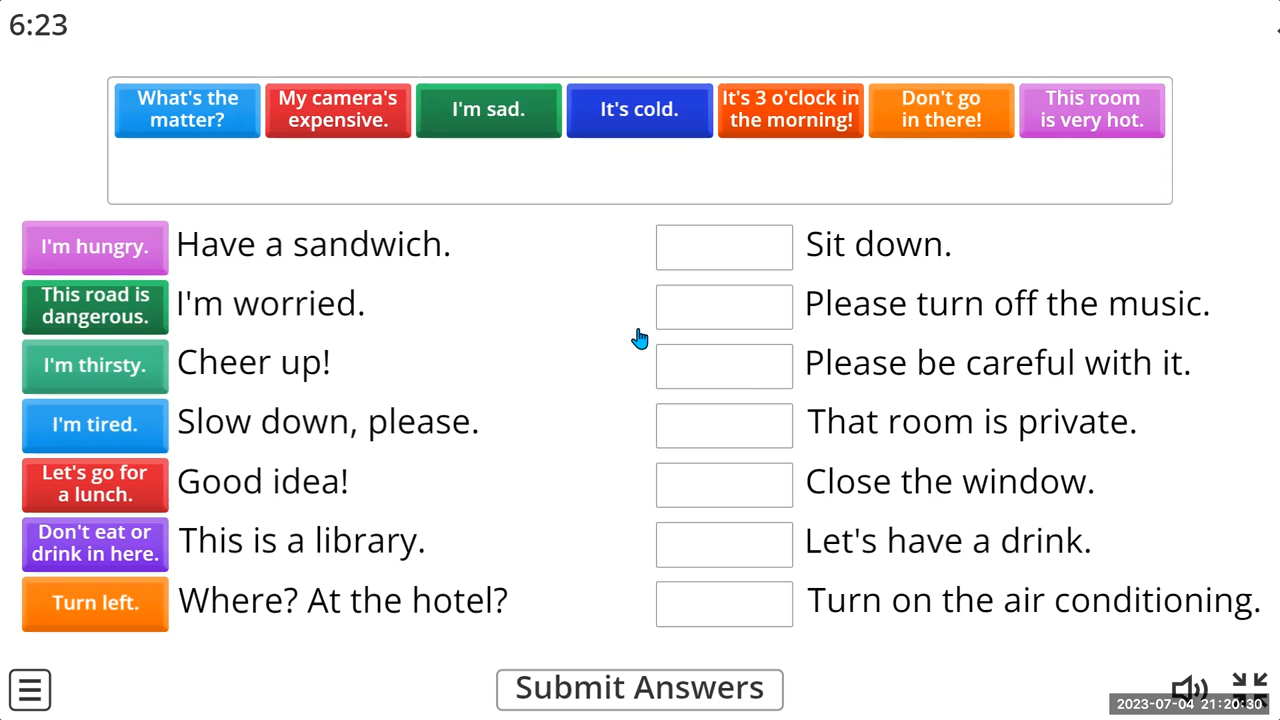 6:23
What's the
matter?
My camera's
expensive.
I'm sad.
It's cold.
It's 3 o'clock in
the morning!
Don't go
in there!
This room
is very hot.
I'm hungry.
Have a sandwich.
This road is
dangerous.
I'm worried.
I'm thirsty.
Cheer up!
I'm tired.
Slow down, please.
Let's go for
a lunch.
Good idea!
Don't eat or
drink in here.
This is a library.
Turn left.
Where? At the hotel?
Sit down.
Please turn off the music.
Please be careful with it.
That room is private.
Close the window.
Let's have a drink.
Turn on the air conditioning.
Submit Answers
2023-07-04 21:20:30